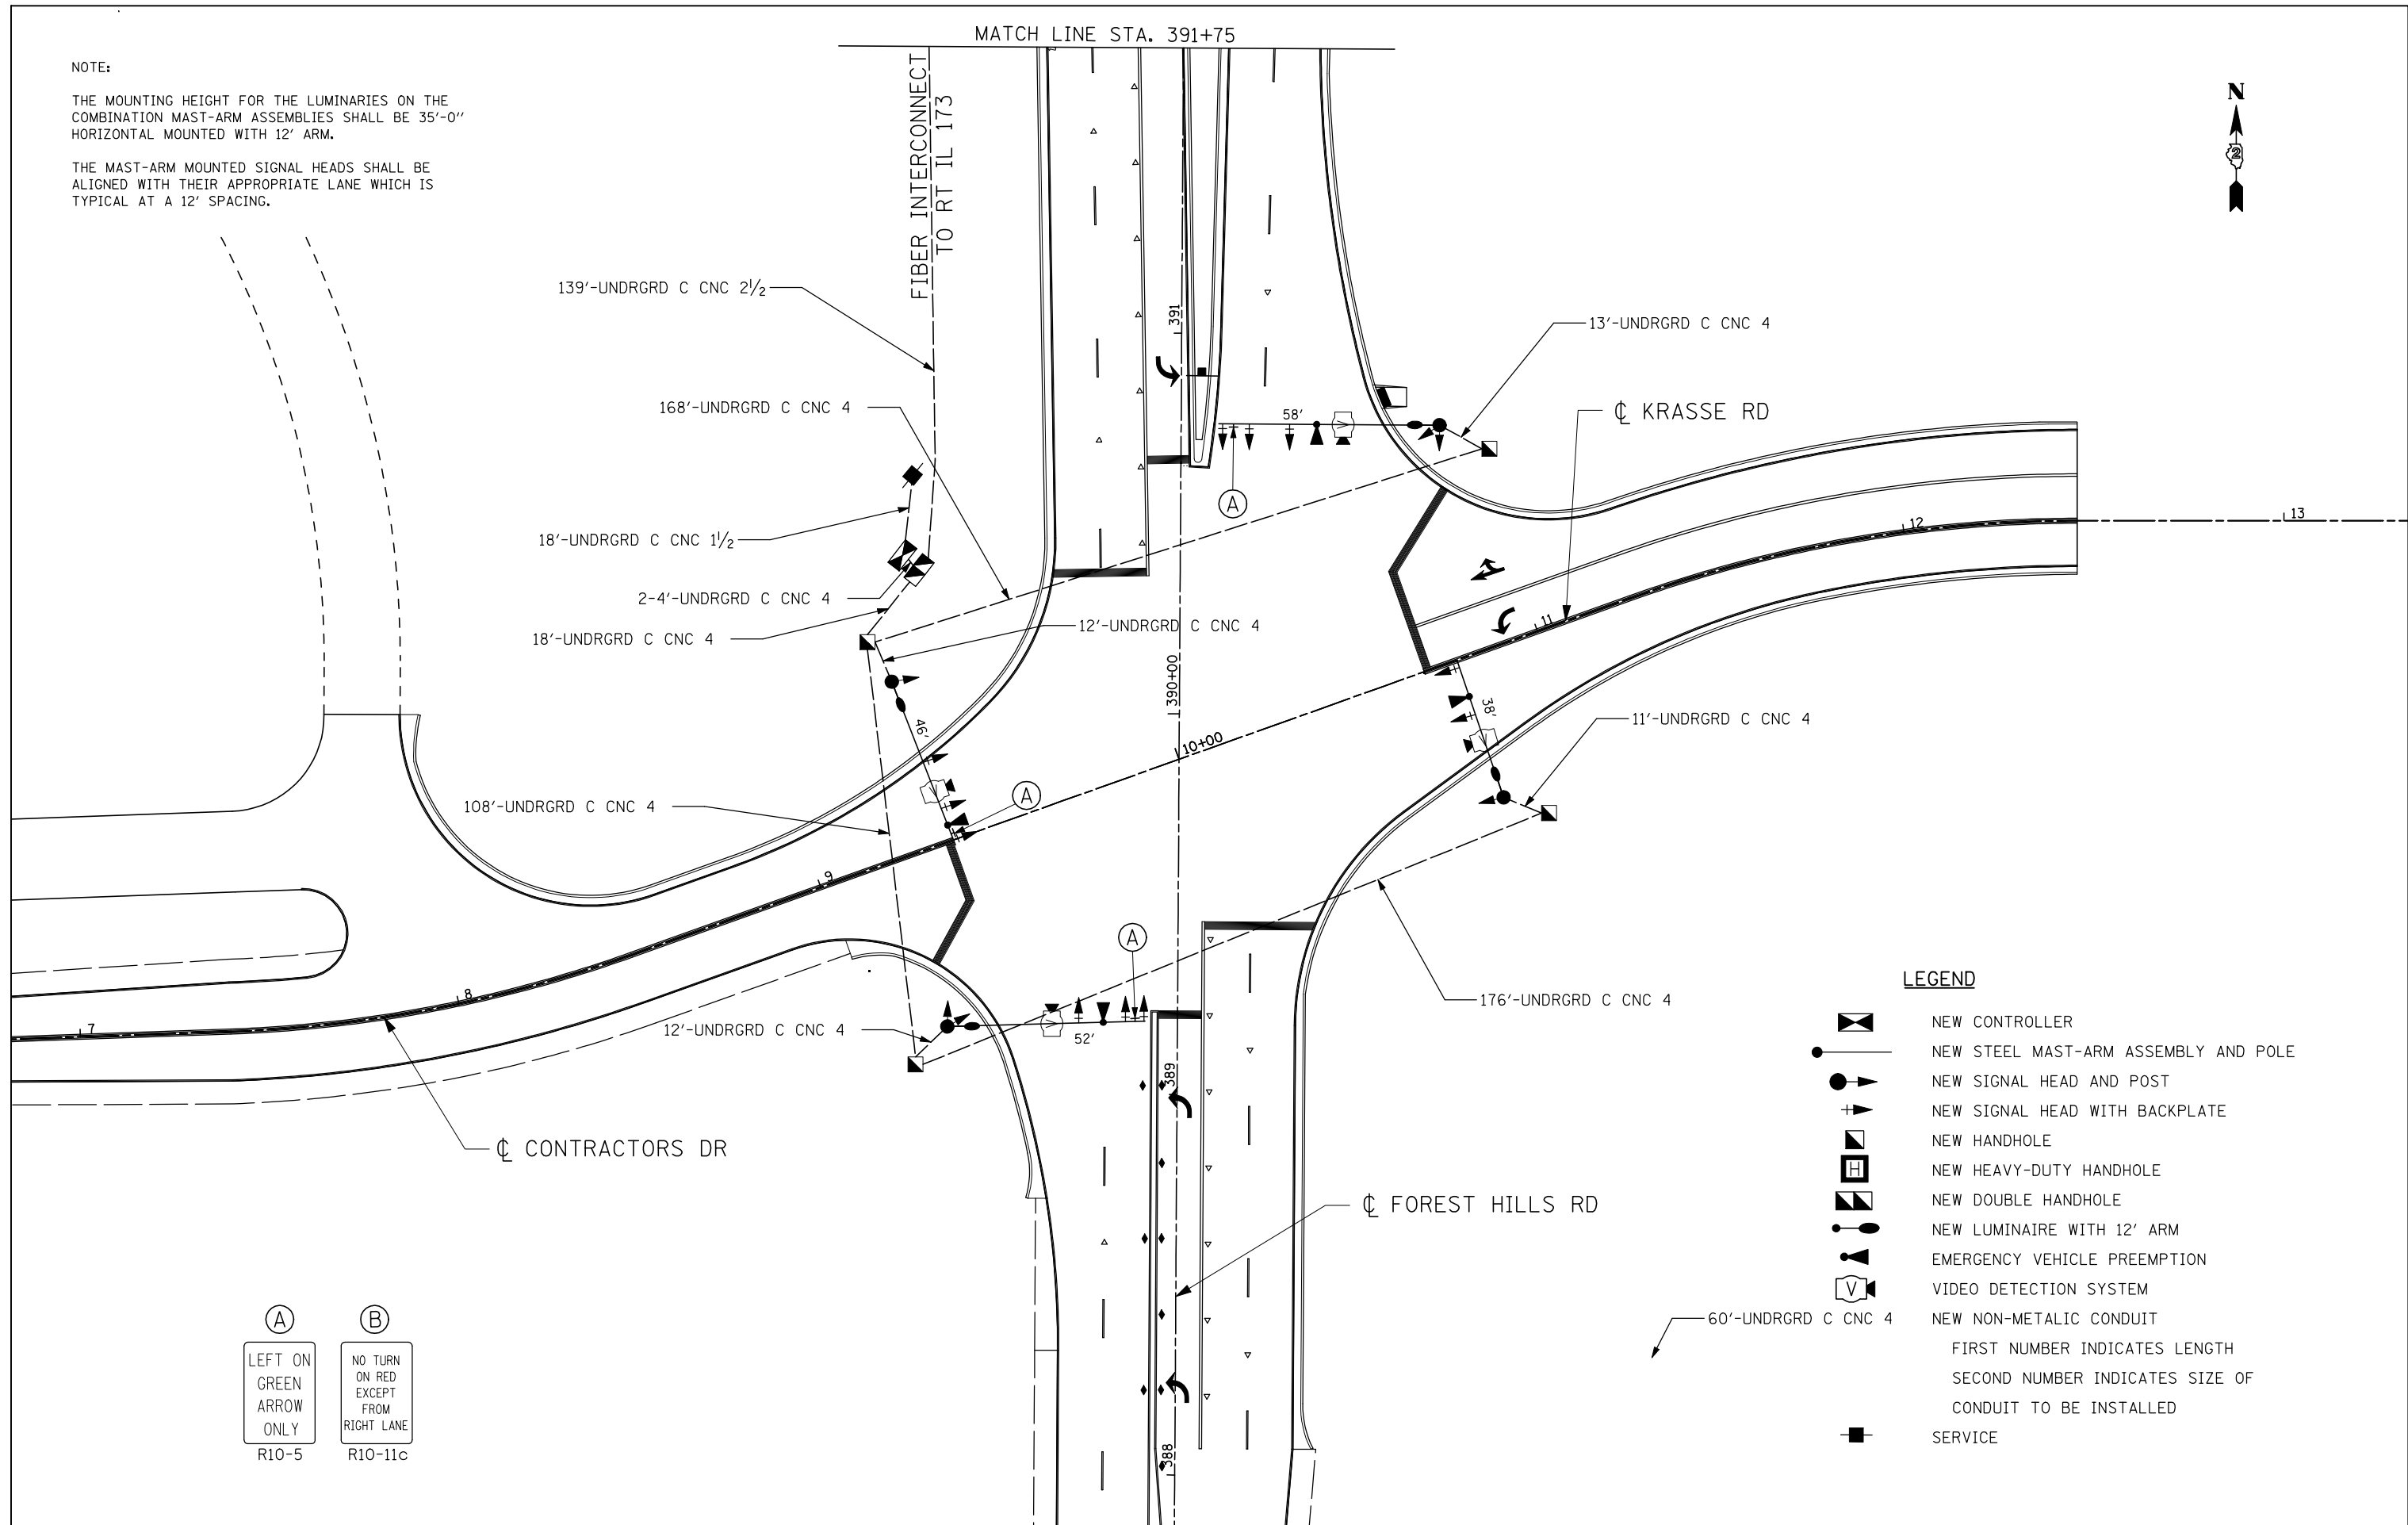 MATCH LINE STA. 391+75
NOTE:
THE MOUNTING HEIGHT FOR THE LUMINARIES ON THE
COMBINATION MAST-ARM ASSEMBLIES SHALL BE 35'-0''
HORIZONTAL MOUNTED WITH 12' ARM.
THE MAST-ARM MOUNTED SIGNAL HEADS SHALL BE
ALIGNED WITH THEIR APPROPRIATE LANE WHICH IS
TYPICAL AT A 12' SPACING.
FIBER INTERCONNECT
TO RT IL 173
N
2
139'-UNDRGRD C CNC 2½
391
13'-UNDRGRD C CNC 4
168'-UNDRGRD C CNC 4
58'
V
℄ KRASSE RD
A
13
12
18'-UNDRGRD C CNC 1½
2-4'-UNDRGRD C CNC 4
18'-UNDRGRD C CNC 4
12'-UNDRGRD C CNC 4
11
390+00
46'
38'
11'-UNDRGRD C CNC 4
10+00
V
V
108'-UNDRGRD C CNC 4
A
9
A
8
7
176'-UNDRGRD C CNC 4
12'-UNDRGRD C CNC 4
V
52'
389
℄ CONTRACTORS DR
℄ FOREST HILLS RD
388
LEGEND
NEW CONTROLLER
NEW STEEL MAST-ARM ASSEMBLY AND POLE
NEW SIGNAL HEAD AND POST
NEW SIGNAL HEAD WITH BACKPLATE
NEW HANDHOLE
H NEW HEAVY-DUTY HANDHOLE
NEW DOUBLE HANDHOLE
NEW LUMINAIRE WITH 12' ARM
EMERGENCY VEHICLE PREEMPTION
V VIDEO DETECTION SYSTEM
60'-UNDRGRD C CNC 4 NEW NON-METALIC CONDUIT
FIRST NUMBER INDICATES LENGTH
SECOND NUMBER INDICATES SIZE OF
CONDUIT TO BE INSTALLED
SERVICE
A
LEFT ON
GREEN
ARROW
ONLY
R10-5
B
NO TURN
ON RED
EXCEPT
FROM
RIGHT LANE
R10-11c